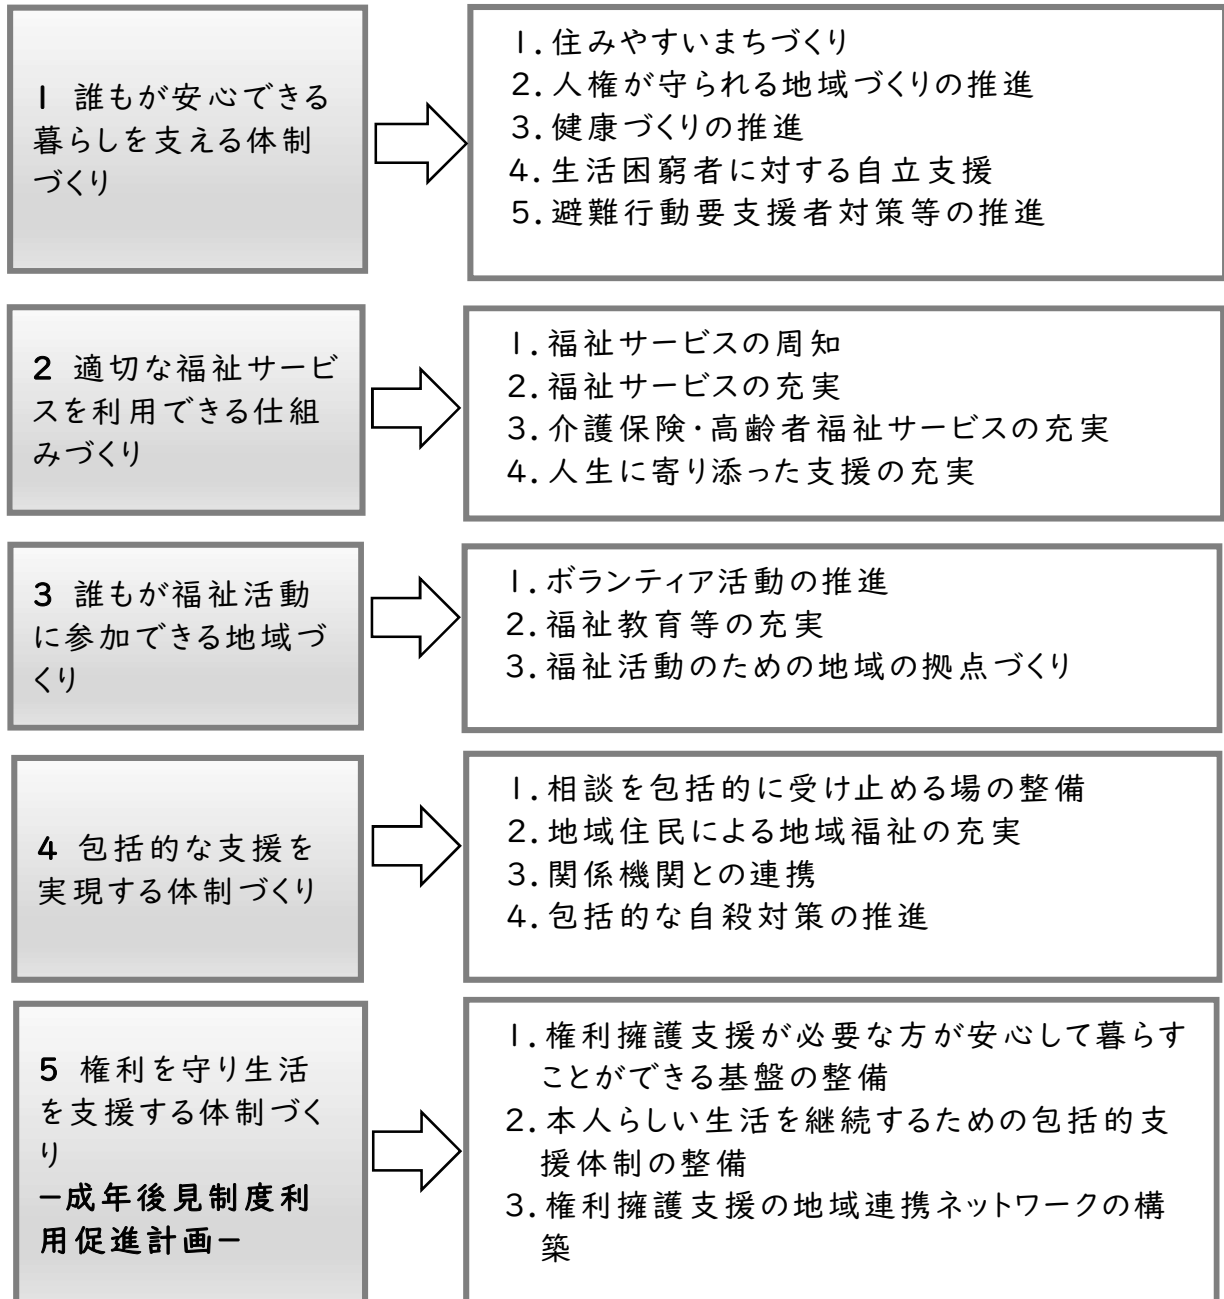 1 誰もが安心できる
暮らしを支える体制
づくり
1.住みやすいまちづくり
2.人権が守られる地域づくりの推進
3.健康づくりの推進
4.生活困窮者に対する自立支援
5.避難行動要支援者対策等の推進
2 適切な福祉サービ
スを利用できる仕組
みづくり
1.福祉サービスの周知
2.福祉サービスの充実
3.介護保険・高齢者福祉サービスの充実
4.人生に寄り添った支援の充実
3 誰もが福祉活動
に参加できる地域づ
くり
1.ボランティア活動の推進
2.福祉教育等の充実
3.福祉活動のための地域の拠点づくり
4 包括的な支援を
実現する体制づくり
1.相談を包括的に受け止める場の整備
2.地域住民による地域福祉の充実
3.関係機関との連携
4.包括的な自殺対策の推進
5 権利を守り生活
を支援する体制づく
り
－成年後見制度利
用促進計画－
1.権利擁護支援が必要な方が安心して暮らす
ことができる基盤の整備
2.本人らしい生活を継続するための包括的支
援体制の整備
3.権利擁護支援の地域連携ネットワークの構
築